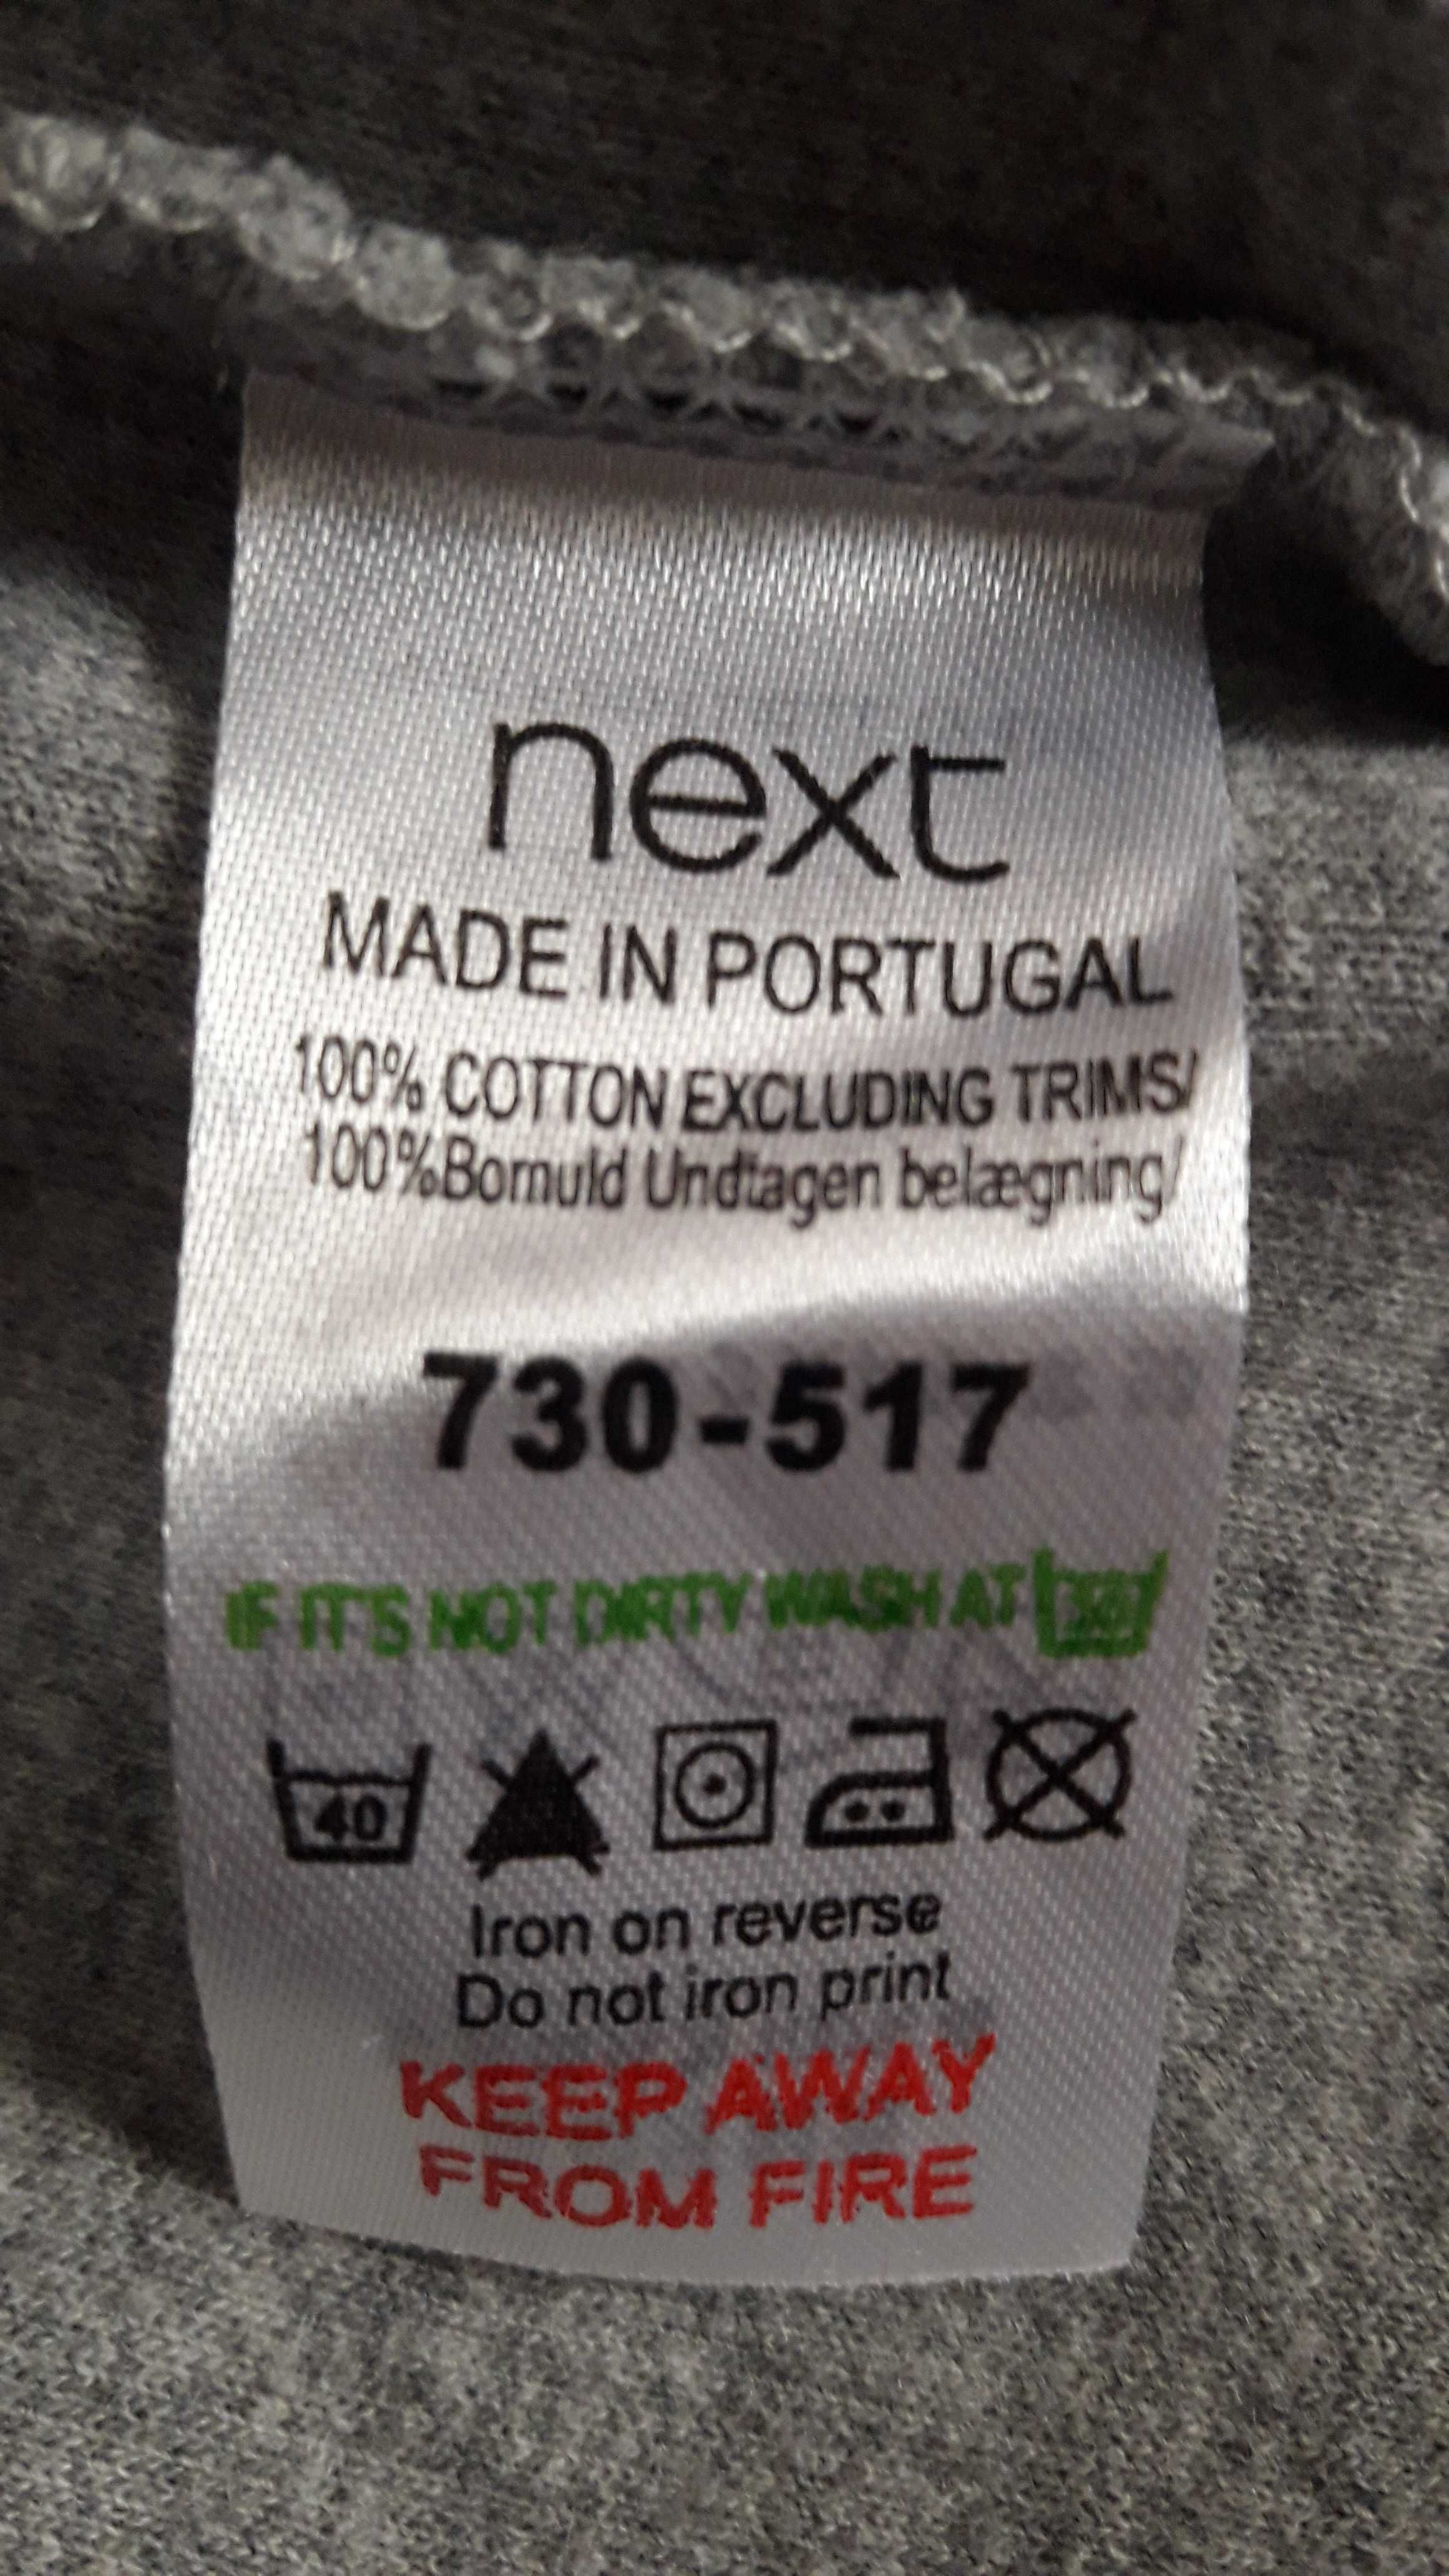 next
MADE IN PORTUGAL
100% COTTON EXCLUDING TRIMS/
100%Bomuld Undtagen belægning/
730-517
IF IT'S NOT DIRTY WASH AT 30
40
Iron on reverse
Do not iron print
KEEP AWAY
FROM FIRE